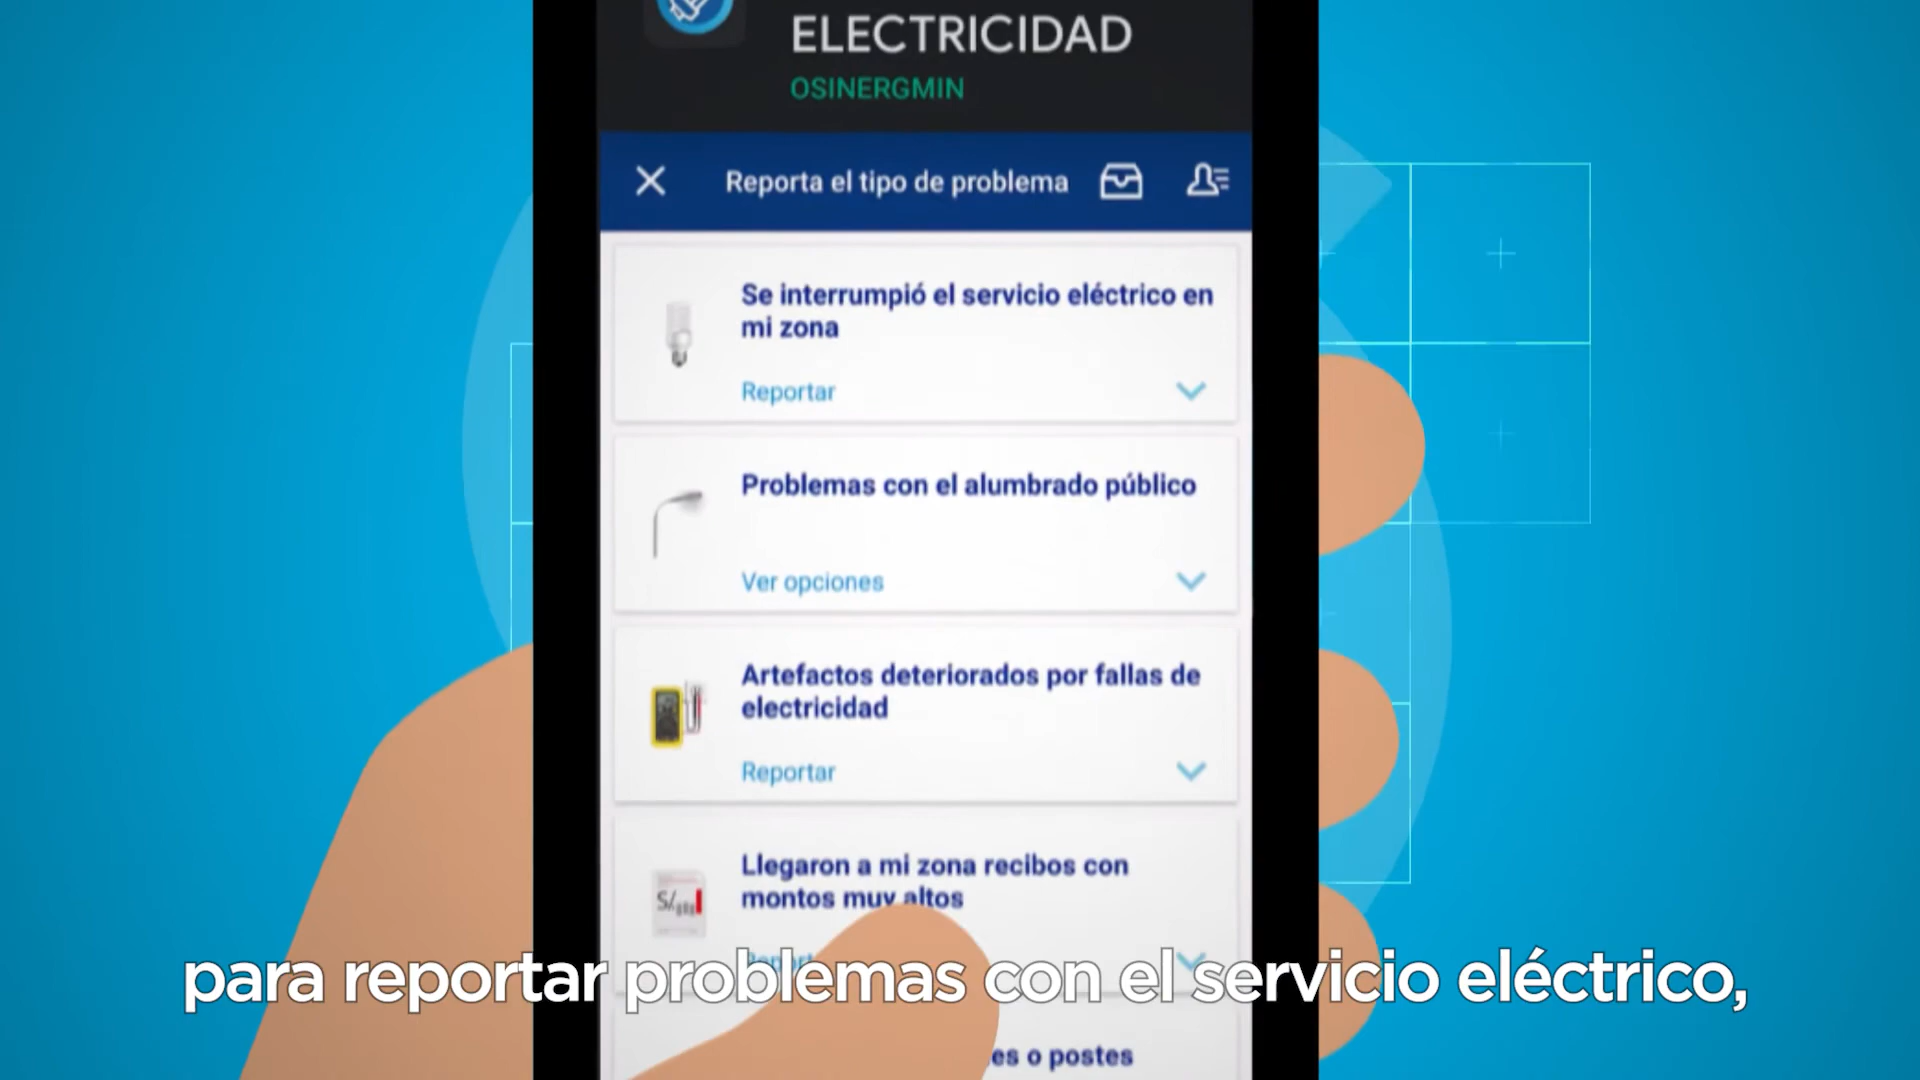 ELECTRICIDAD
OSINERGMIN
Reporta el tipo de problema
Se interrumpió el servicio eléctrico en
mi zona
Reportar
Problemas con el alumbrado público
Ver opciones
Artefactos deteriorados por fallas de
electricidad
Reportar
Llegaron a mi zona recibos con
montos muy altos
S/
para reportar problemas con el servicio eléctrico,
o postes